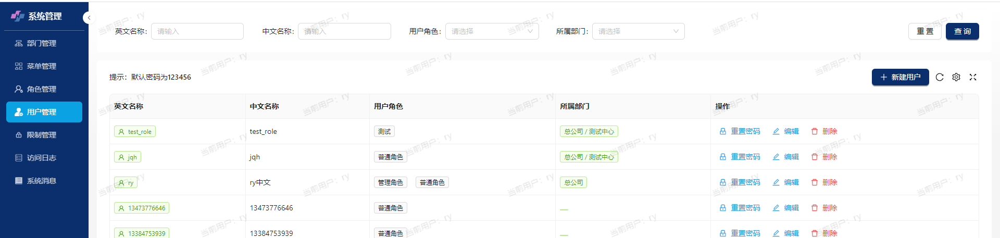 系统管理
部门管理
菜单管理
角色管理
用户管理
限制管理
访问日志
系统消息
英文名称: 请输入 中文名称: 请输入 用户角色: 请选择 所属部门: 请选择 重 置 查 询
提示：默认密码为123456 新建用户
英文名称 中文名称 用户角色 所属部门 操作
test_role test_role 测试 总公司 / 测试中心 重置密码 编辑 删除
jqh jqh 普通角色 总公司 / 测试中心 重置密码 编辑 删除
ry ry中文 管理角色 普通角色 总公司 重置密码 编辑 删除
13473776646 13473776646 普通角色 — 重置密码 编辑 删除
13384753939 13384753939 普通角色 — 重置密码 编辑 删除
当前用户：ry